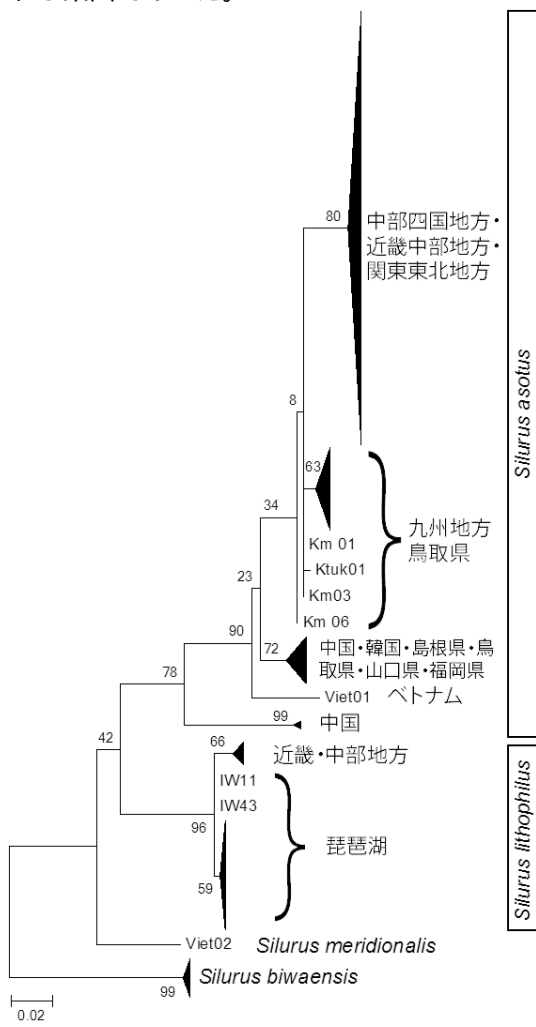 80
中部四国地方・
近畿中部地方・
関東東北地方
Silurus asotus
8
63
34
Km 01
九州地方
鳥取県
Ktuk01
Km03
23
Km 06
90
72
中国・韓国・島根県・鳥
取県・山口県・福岡県
78
Viet01
ベトナム
99
中国
42
66
近畿・中部地方
IW11
IW43
96
琵琶湖
Silurus lithophilus
59
Viet02
Silurus meridionalis
Silurus biwaensis
99
0.02